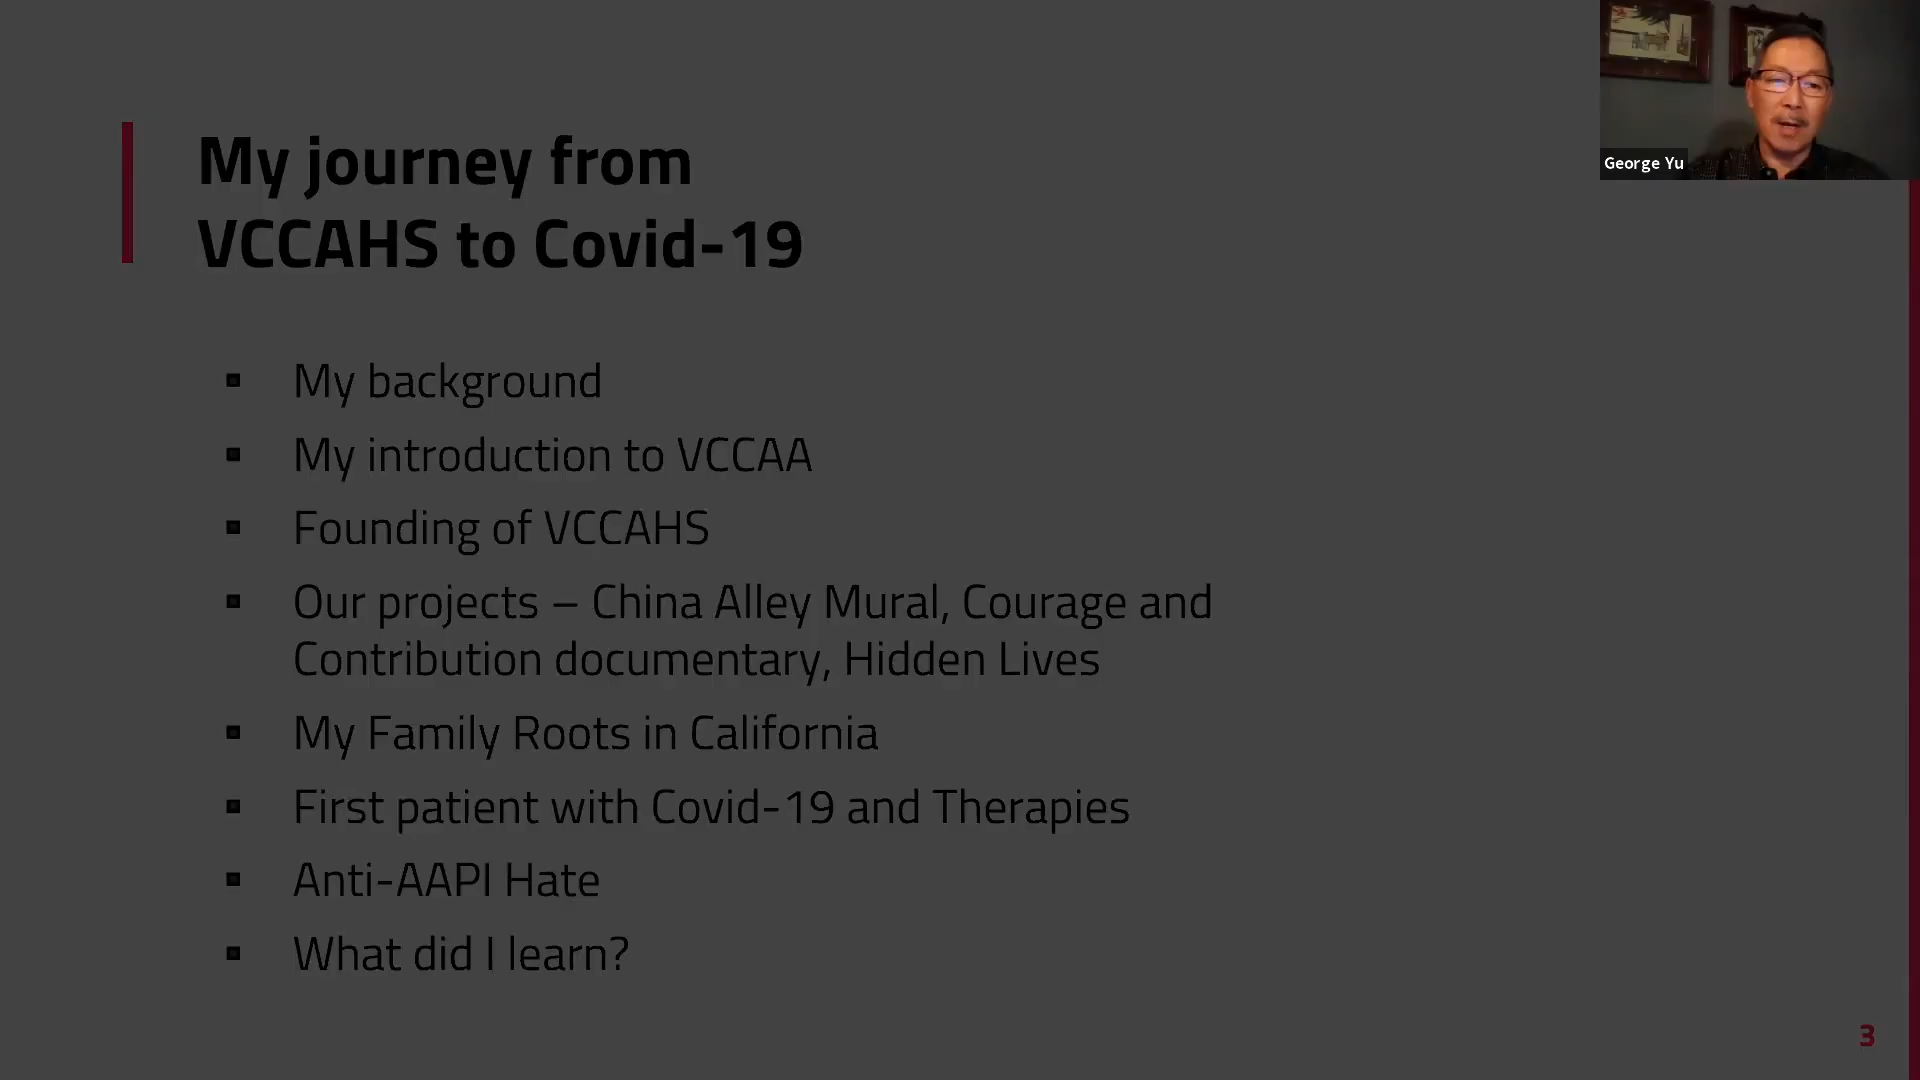 George Yu
My journey from
VCCAHS to Covid-19
▪ My background
▪ My introduction to VCCAA
▪ Founding of VCCAHS
▪ Our projects – China Alley Mural, Courage and
Contribution documentary, Hidden Lives
▪ My Family Roots in California
▪ First patient with Covid-19 and Therapies
▪ Anti-AAPI Hate
▪ What did I learn?
3